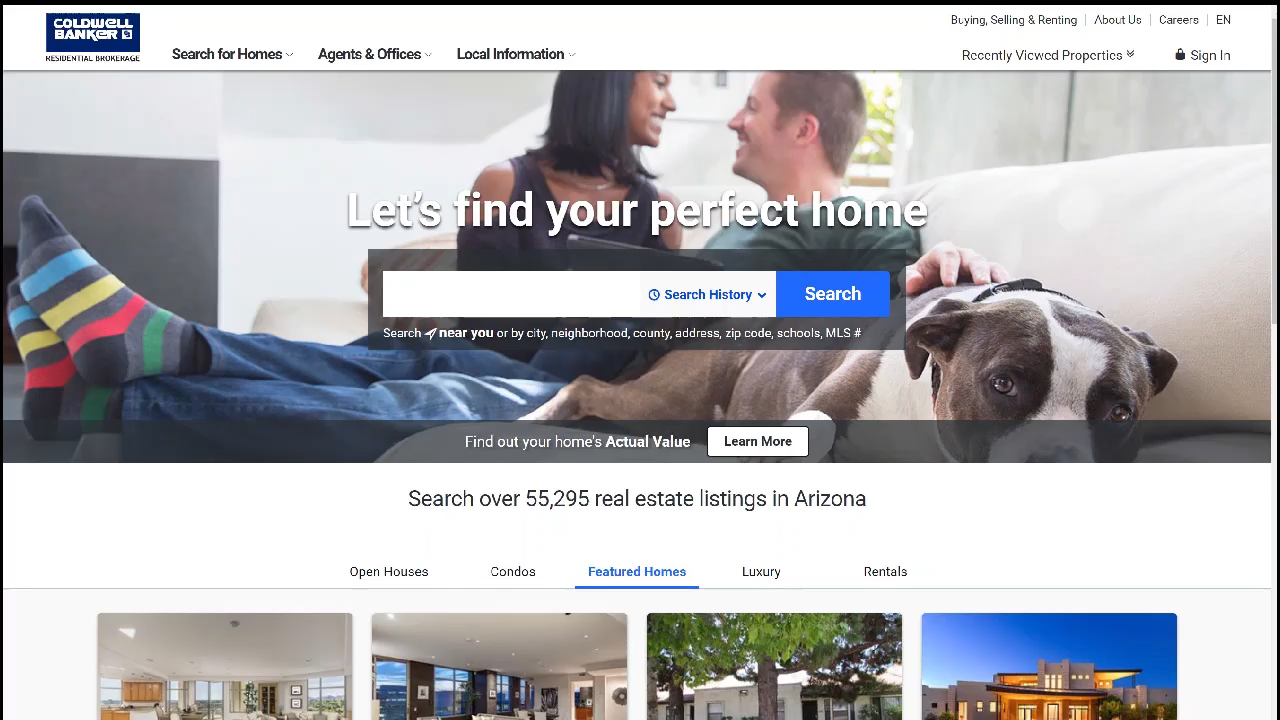 COLDWELL
BANKER
RESIDENTIAL BROKERAGE
Buying, Selling & Renting
About Us
Careers
EN
Search for Homes
Agents & Offices
Local Information
Recently Viewed Properties
Sign In
Let's find your perfect home
Search History
Search
Search near you or by city, neighborhood, county, address, zip code, schools, MLS #
Find out your home's Actual Value
Learn More
Search over 55,295 real estate listings in Arizona
Open Houses
Condos
Featured Homes
Luxury
Rentals